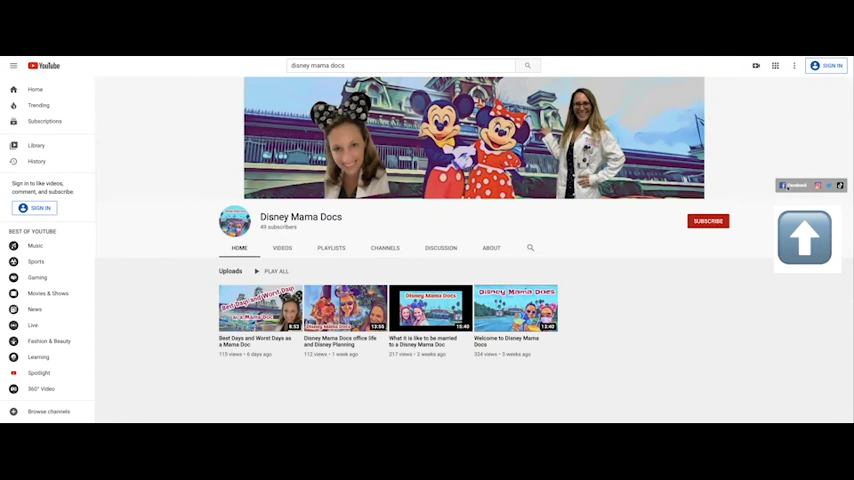 YouTube
disney mama docs
SIGN IN
Home
Trending
Subscriptions
Library
History
Sign in to like videos,
comment, and subscribe.
SIGN IN
BEST OF YOUTUBE
Music
Sports
Gaming
Movies & Shows
News
Live
Fashion & Beauty
Learning
Spotlight
360° Video
Browse channels
Facebook
Disney Mama Docs
49 subscribers
SUBSCRIBE
HOME VIDEOS PLAYLISTS CHANNELS DISCUSSION ABOUT
Uploads PLAY ALL
Best Days and Worst Days
as a Mama Doc
6:53
Best Days and Worst Days as
a Mama Doc
115 views • 6 days ago
Disney Mama Docs
13:55
Disney Mama Docs office life
and Disney Planning
112 views • 1 week ago
Disney Mama Docs
15:40
What it is like to be married
to a Disney Mama Doc
217 views • 2 weeks ago
Disney Mama Docs
13:40
Welcome to Disney Mama
Docs
324 views • 3 weeks ago